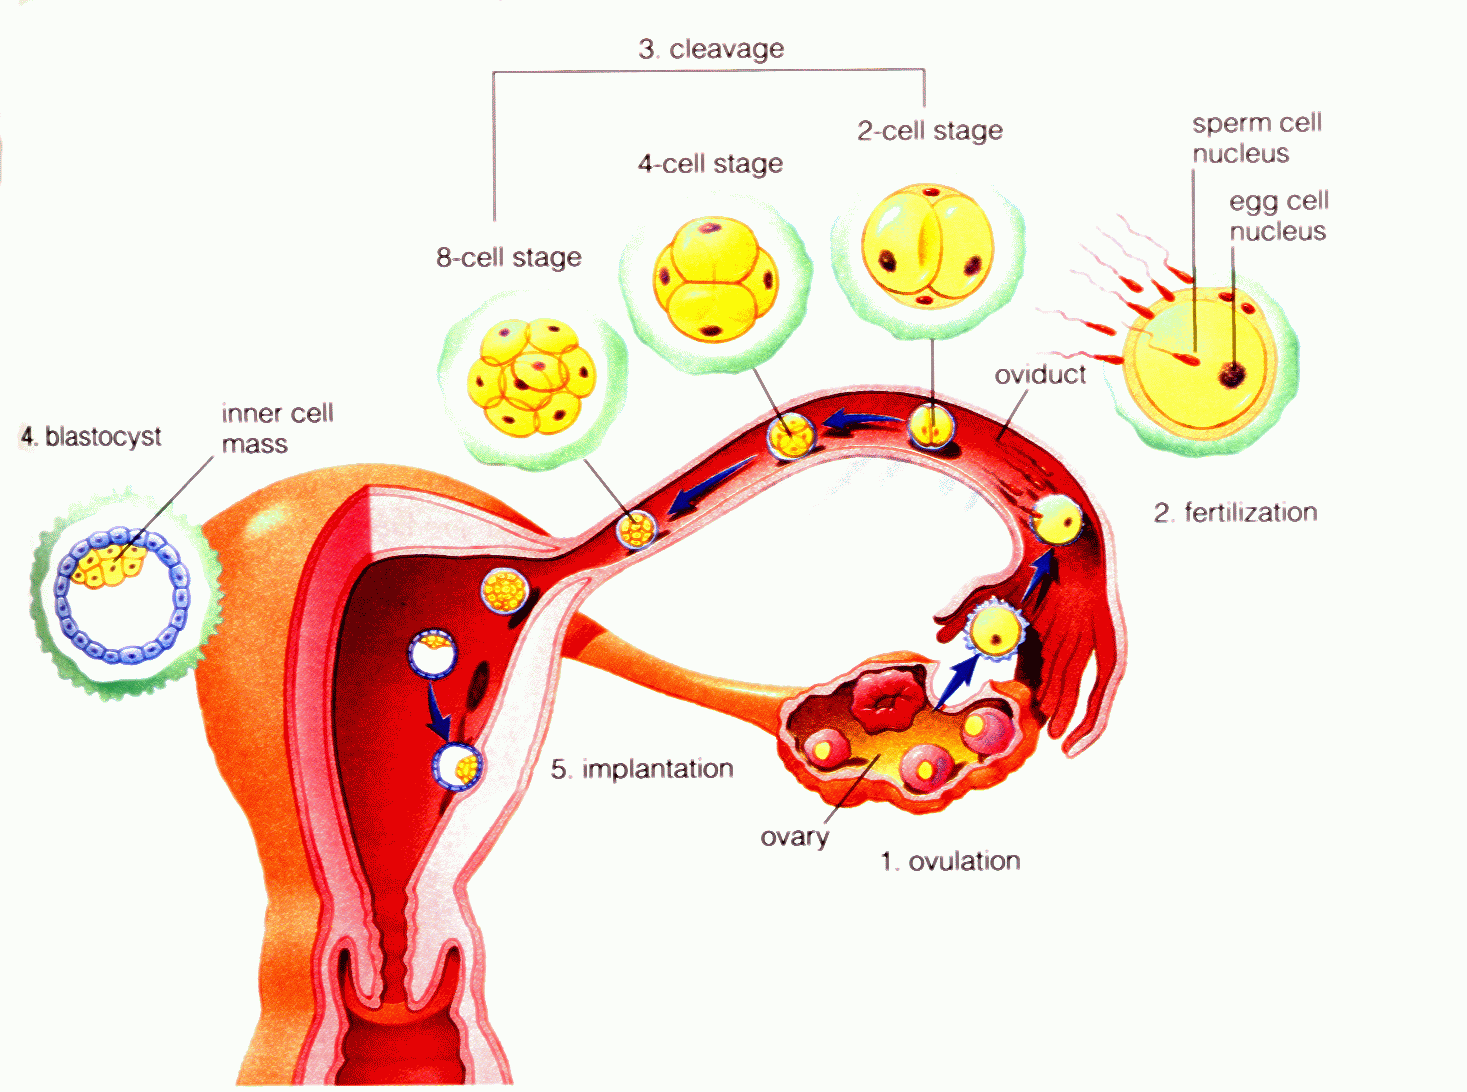 3. cleavage
2-cell stage
4-cell stage
8-cell stage
sperm cell
nucleus
egg cell
nucleus
oviduct
inner cell
mass
4. blastocyst
2. fertilization
5. implantation
ovary
1. ovulation